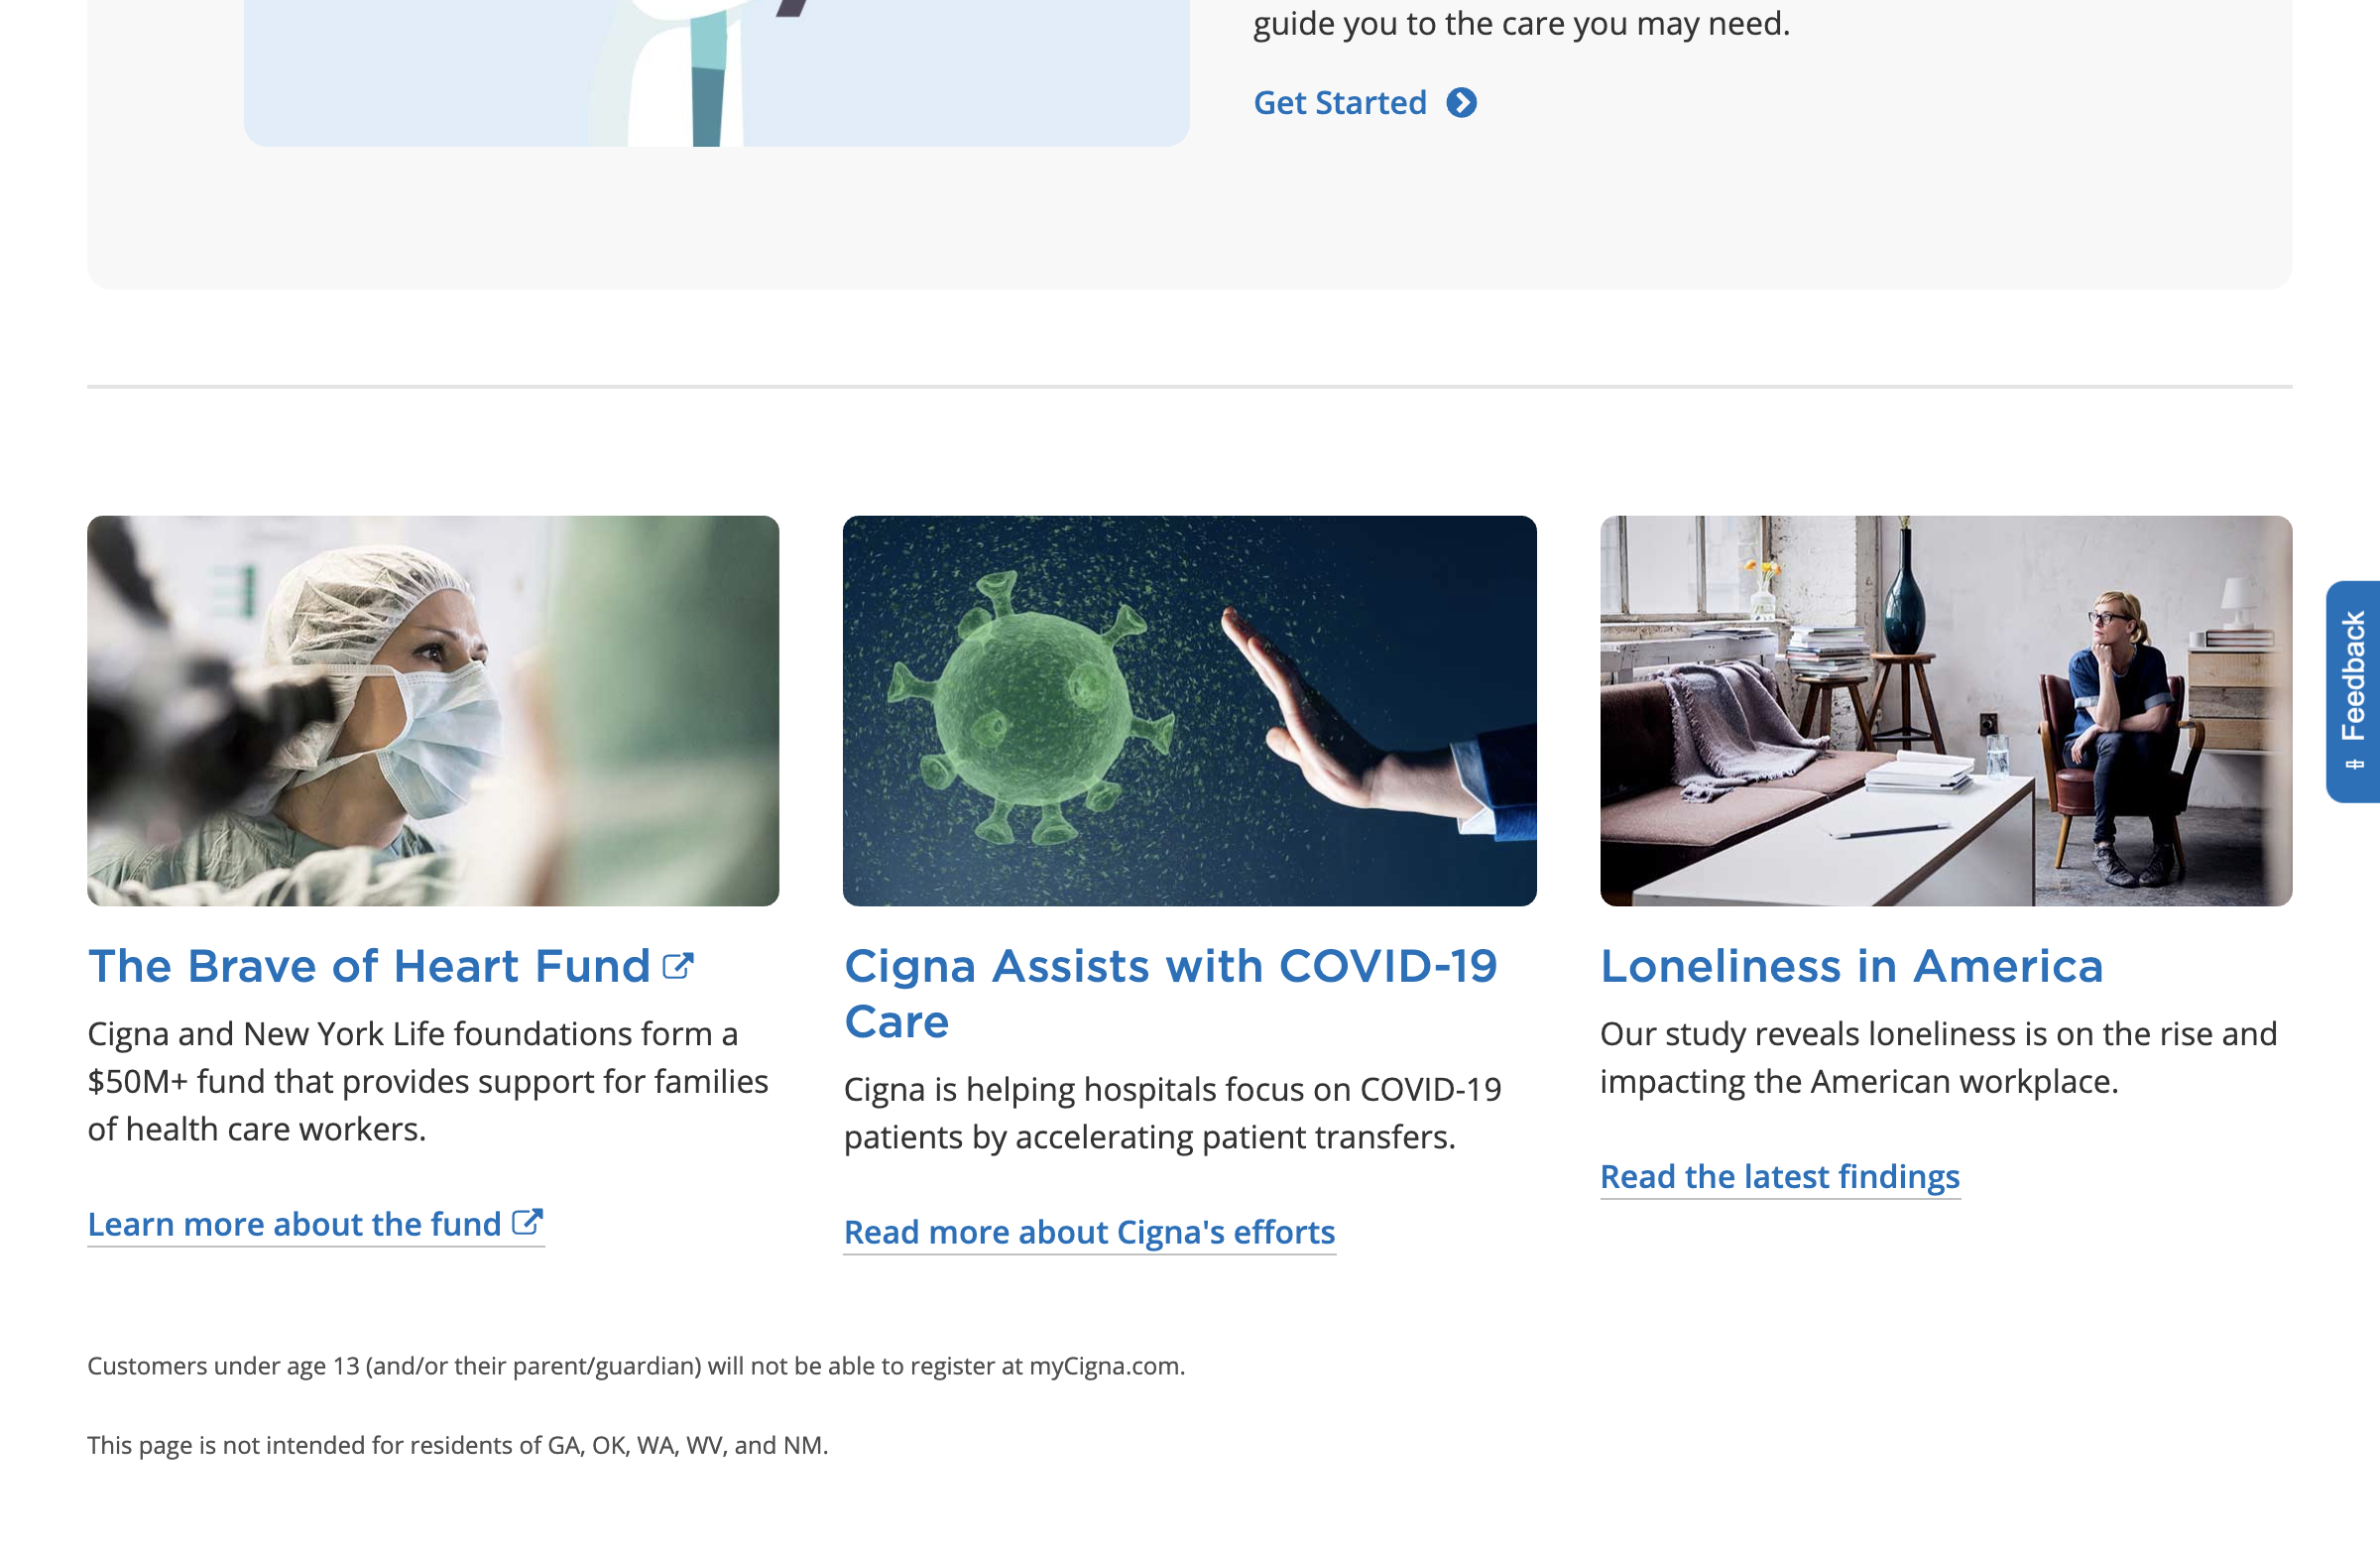 guide you to the care you may need.
Get Started
The Brave of Heart Fund
Cigna and New York Life foundations form a
$50M+ fund that provides support for families
of health care workers.
Learn more about the fund
Cigna Assists with COVID-19
Care
Cigna is helping hospitals focus on COVID-19
patients by accelerating patient transfers.
Read more about Cigna's efforts
Loneliness in America
Our study reveals loneliness is on the rise and
impacting the American workplace.
Read the latest findings
Feedback
Customers under age 13 (and/or their parent/guardian) will not be able to register at myCigna.com.
This page is not intended for residents of GA, OK, WA, WV, and NM.